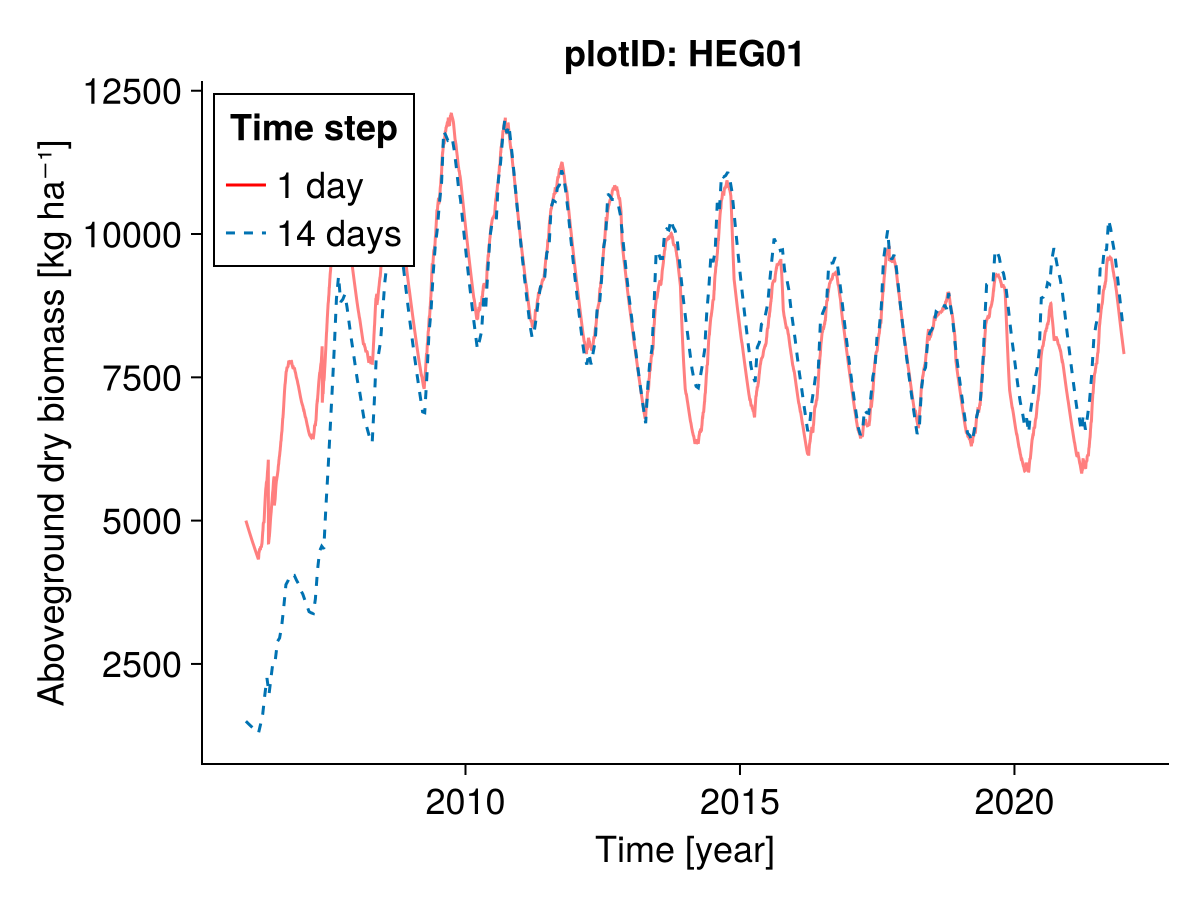 plotID: HEG01
12500
10000
7500
5000
2500
Aboveground dry biomass [kg ha⁻¹]
Time step
1 day
14 days
2010
2015
2020
Time [year]